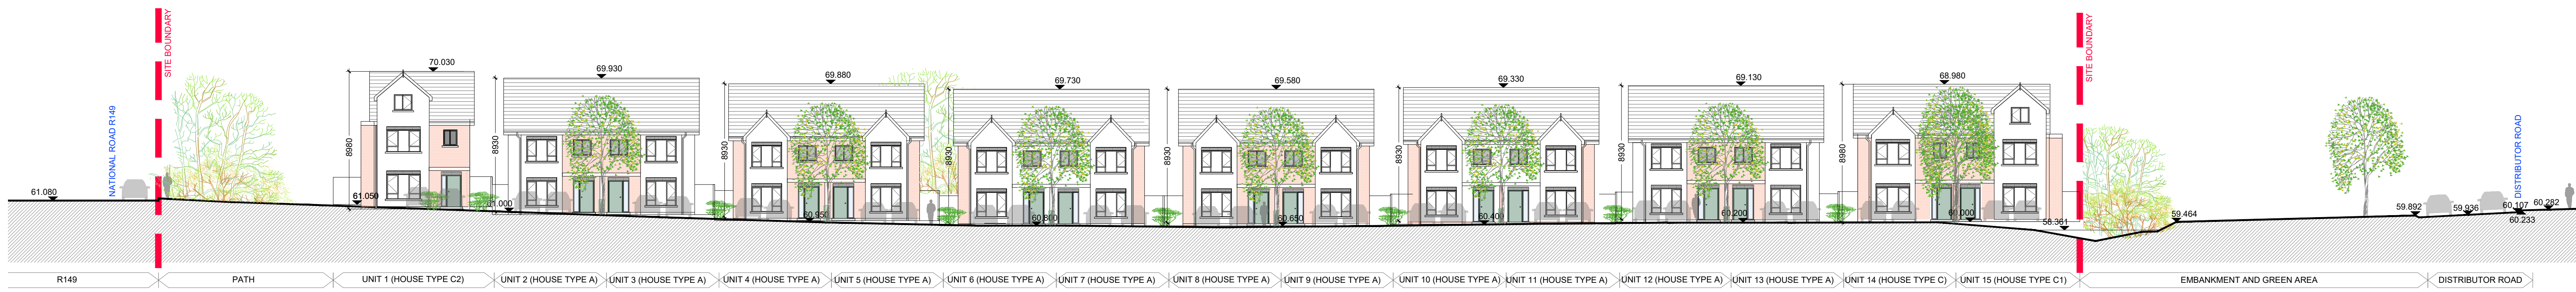 SITE BOUNDARY
SITE BOUNDARY
70.030
69.930
69.880
69.730
69.580
69.330
69.130
68.980
NATIONAL ROAD R149
DISTRIBUTOR ROAD
8980
8930
8930
8930
8930
8930
8930
8980
61.080
61.050
61.000
60.950
60.800
60.650
60.400
60.200
60.000
58.361
59.464
59.892
59.936
60.107
60.233
60.282
R149
PATH
UNIT 1 (HOUSE TYPE C2)
UNIT 2 (HOUSE TYPE A)
UNIT 3 (HOUSE TYPE A)
UNIT 4 (HOUSE TYPE A)
UNIT 5 (HOUSE TYPE A)
UNIT 6 (HOUSE TYPE A)
UNIT 7 (HOUSE TYPE A)
UNIT 8 (HOUSE TYPE A)
UNIT 9 (HOUSE TYPE A)
UNIT 10 (HOUSE TYPE A)
UNIT 11 (HOUSE TYPE A)
UNIT 12 (HOUSE TYPE A)
UNIT 13 (HOUSE TYPE A)
UNIT 14 (HOUSE TYPE C)
UNIT 15 (HOUSE TYPE C1)
EMBANKMENT AND GREEN AREA
DISTRIBUTOR ROAD